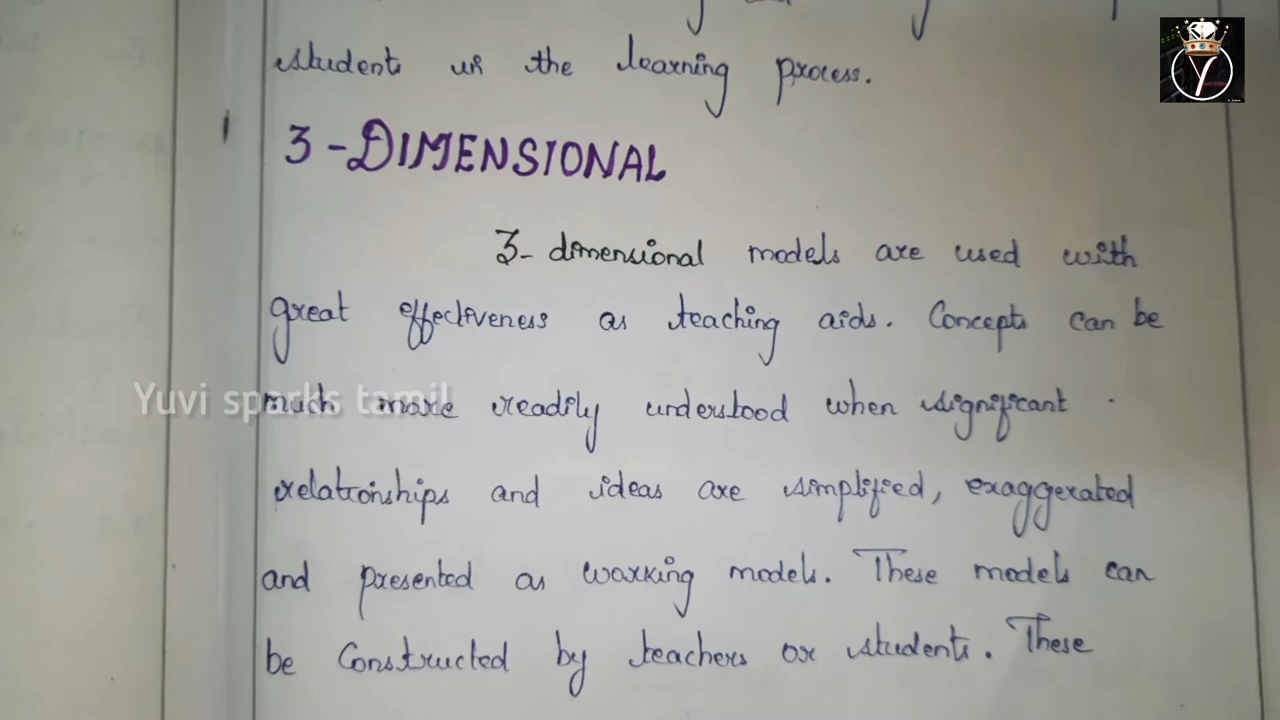 students in the learning process.
3-DIMENSIONAL
3- dimensional models are used with
great effectiveness as teaching aids. Concepts can be
much more readily understood when significant
relationships and ideas are simplified, exaggerated
and presented as working models. These models can
be Constructed by teachers or students. These
Yuvi sparks tamil
Y